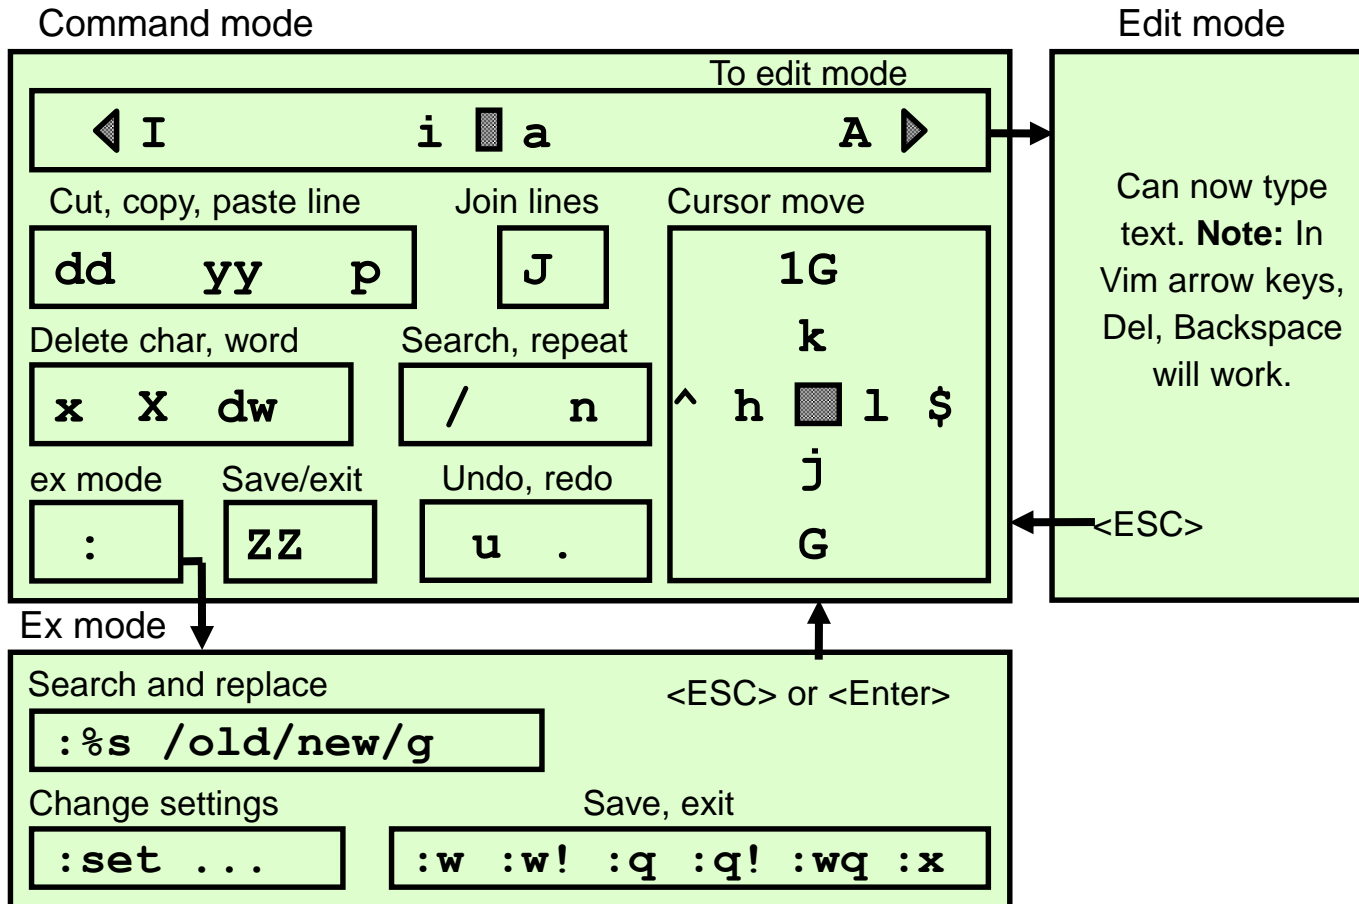 Command mode
Edit mode
To edit mode
I i a A
Cut, copy, paste line
Join lines
Cursor move
dd yy p
J
1G
k
^ h l $
j
G
Delete char, word
Search, repeat
x X dw
/ n
ex mode
Save/exit
Undo, redo
:
ZZ
u .
Can now type
text. Note: In
Vim arrow keys,
Del, Backspace
will work.
<ESC>
Ex mode
Search and replace
<ESC> or <Enter>
:%s /old/new/g
Change settings
Save, exit
:set ...
:w :w! :q :q! :wq :x